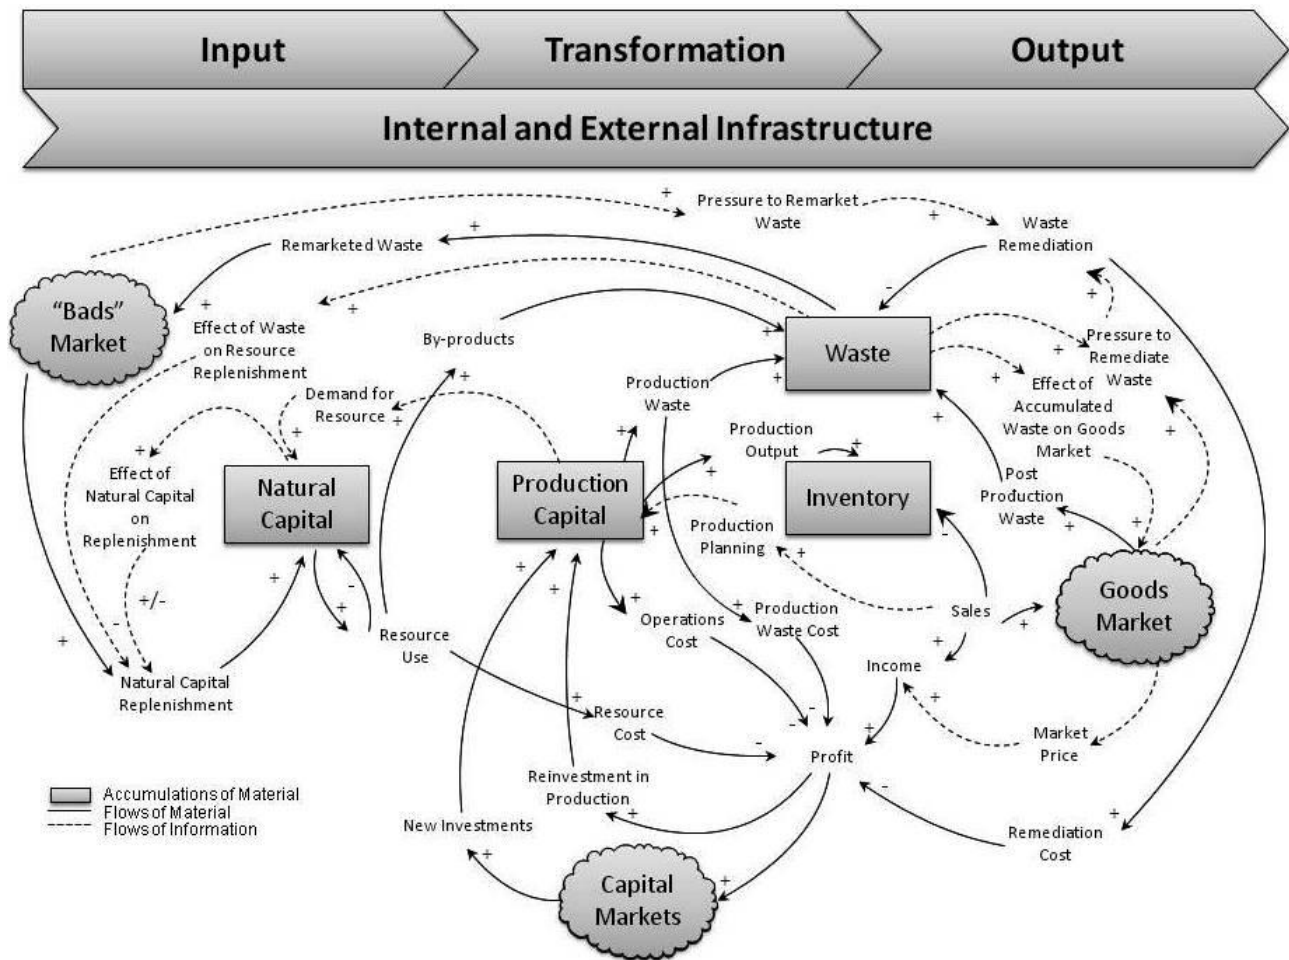 Input
Transformation
Output
Internal and External Infrastructure
Pressure to Remarket
Waste
Waste
Remediation
Remarketed Waste
"Bads"
Market
Effect of Waste
on Resource
Replenishment
By-products
Waste
Pressure to
Remediate
Waste
Production
Waste
Effect of
Accumulated
Waste on Goods
Market
Demand for
Resource
Production
Output
Effect of
Natural Capital
on
Replenishment
Natural
Capital
Production
Capital
Inventory
Post
Production
Waste
Production
Planning
Goods
Market
Sales
+/-
Resource
Use
Operations
Cost
Production
Waste Cost
Income
Natural Capital
Replenishment
Resource
Cost
Market
Price
Profit
Reinvestment in
Production
Accumulations of Material
Flows of Material
Flows of Information
New Investments
Remediation
Cost
Capital
Markets